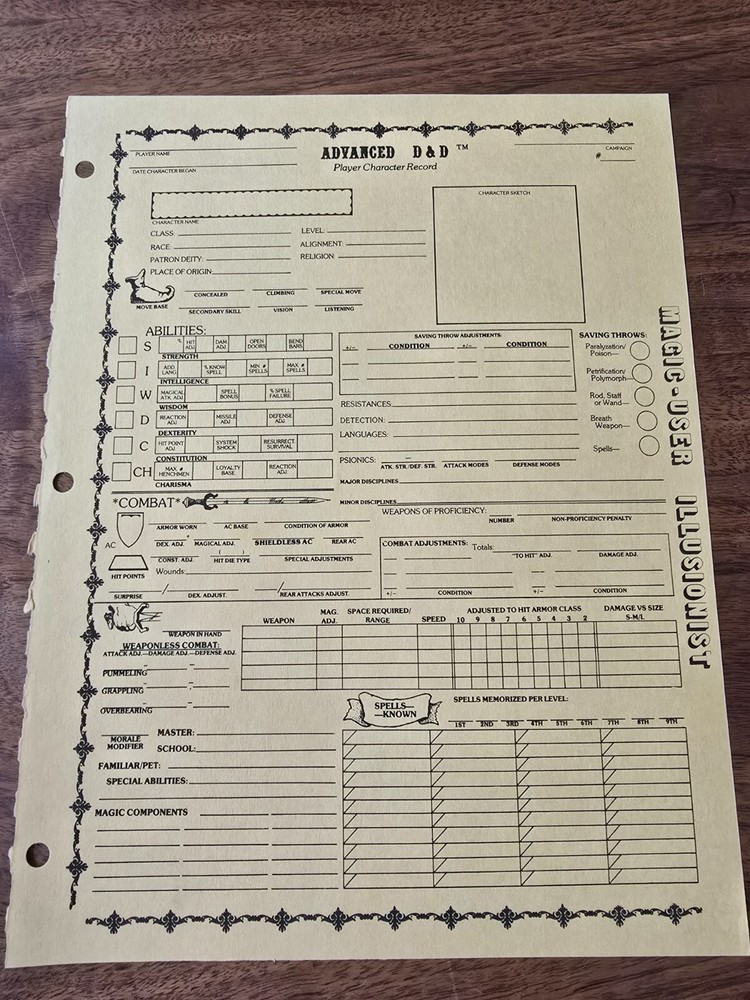 PLAYER NAME
ADVANCED D&D ™
# CAMPAIGN
Player Character Record
DATE CHARACTER BEGAN
CHARACTER SKETCH
CHARACTER NAME
CLASS: LEVEL:
RACE: ALIGNMENT:
PATRON DEITY: RELIGION:
PLACE OF ORIGIN:
CONCEALED CLIMBING SPECIAL MOVE
MOVE BASE
SECONDARY SKILL VISION LISTENING
ABILITIES:
S % HIT ADJ. DAM. ADJ. OPEN DOORS BEND BARS
STRENGTH
I ADD. LANG % KNOW SPELL MIN # SPELLS MAX # SPELLS
INTELLIGENCE
W MAGICAL ATK. ADJ. SPELL BONUS % SPELL FAILURE
WISDOM
D REACTION ADJ. MISSILE ADJ. DEFENSE ADJ.
DEXTERITY
C HIT POINT ADJ. SYSTEM SHOCK RESURRECT. SURVIVAL
CONSTITUTION
CH MAX # HENCHMEN LOYALTY BASE REACTION ADJ.
CHARISMA
SAVING THROW ADJUSTMENTS:
+/- CONDITION +/- CONDITION
SAVING THROWS:
Paralyzation/
Poison—
Petrification/
Polymorph—
Rod, Staff
or Wand—
Breath
Weapon—
Spells—
RESISTANCES
DETECTION:
LANGUAGES:
PSIONICS:
ATK. STR./DEF. STR. ATTACK MODES DEFENSE MODES
MAJOR DISCIPLINES
MINOR DISCIPLINES
MAGIC-USER ILLUSIONIST
*COMBAT*
AC
ARMOR WORN AC BASE CONDITION OF ARMOR
DEX. ADJ. MAGICAL ADJ. SHIELDLESS AC REAR AC
( )
CONST. ADJ. HIT DIE TYPE SPECIAL ADJUSTMENTS
HIT POINTS
Wounds:
SURPRISE / DEX. ADJUST. / REAR ATTACKS ADJUST.
WEAPONS OF PROFICIENCY:
NUMBER NON-PROFICIENCY PENALTY
COMBAT ADJUSTMENTS: Totals:
"TO HIT" ADJ. DAMAGE ADJ.
+/- CONDITION +/- CONDITION
WEAPON IN HAND
WEAPONLESS COMBAT:
ATTACK ADJ.—DAMAGE ADJ.—DEFENSE ADJ.
PUMMELING
GRAPPLING
OVERBEARING
WEAPON MAG. ADJ. SPACE REQUIRED/ RANGE SPEED ADJUSTED TO HIT ARMOR CLASS DAMAGE VS SIZE
10 9 8 7 6 5 4 3 2 S-M/L
SPELLS—
—KNOWN
SPELLS MEMORIZED PER LEVEL:
1ST 2ND 3RD 4TH 5TH 6TH 7TH 8TH 9TH
MORALE
MODIFIER
MASTER:
SCHOOL:
FAMILIAR/PET:
SPECIAL ABILITIES:
MAGIC COMPONENTS